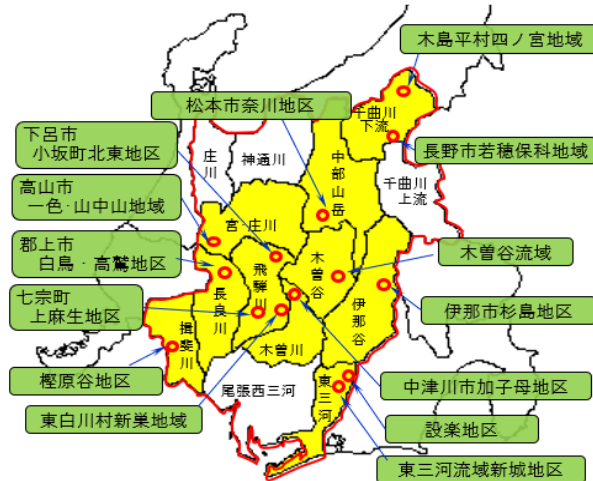 木島平村四ノ宮地域
松本市奈川地区
千曲川
下流
下呂市
小坂町北東地区
庄川
神通川
中部山岳
長野市若穂保科地域
千曲川
上流
高山市
一色･山中山地域
宮・庄川
郡上市
白鳥・高鷲地区
飛騨川
木曽谷
木曽谷流域
長良川
伊那谷
伊那市杉島地区
七宗町
上麻生地区
揖斐川
木曽川
樫原谷地区
尾張西三河
東三河
中津川市加子母地区
東白川村新巣地域
設楽地区
東三河流域新城地区